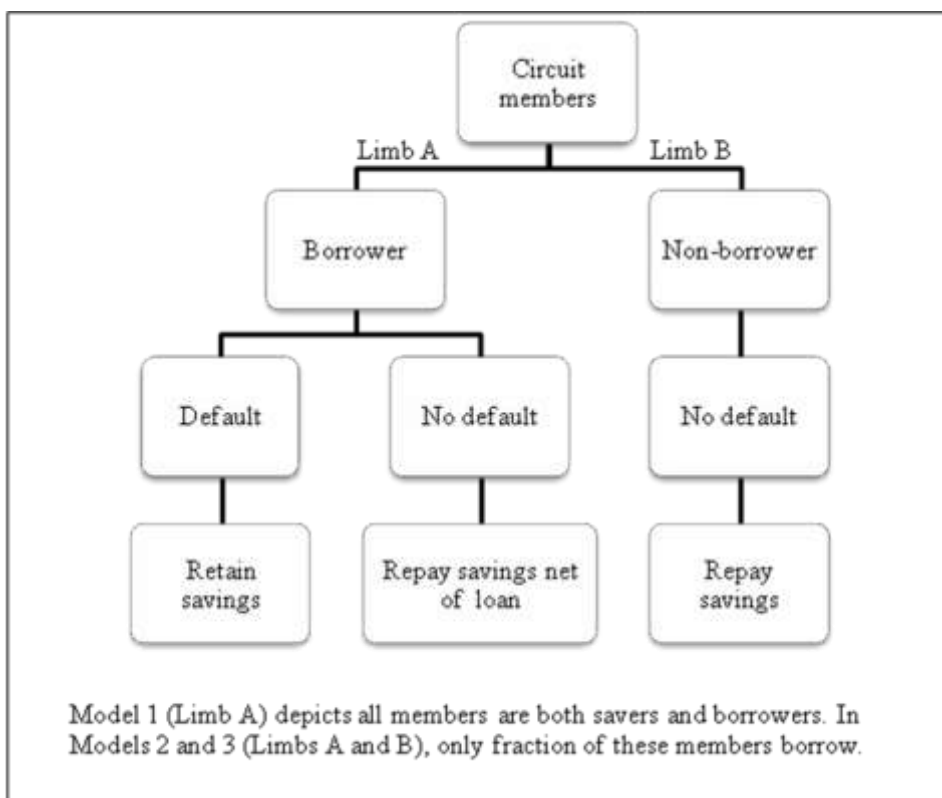 Circuit
members
Limb A
Limb B
Borrower
Non-borrower
Default
No default
No default
Retain
savings
Repay savings net
of loan
Repay
savings
Model 1 (Limb A) depicts all members are both savers and borrowers. In
Models 2 and 3 (Limbs A and B), only fraction of these members borrow.